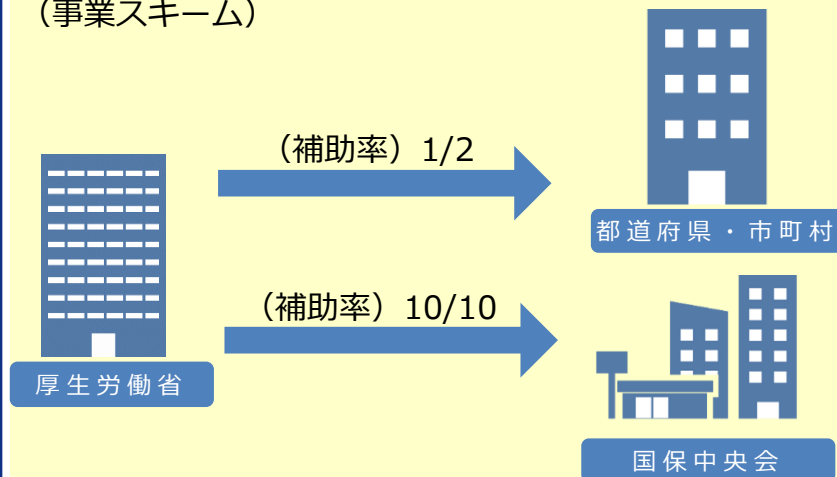 （事業スキーム）
（補助率）1/2
都道府県・市町村
（補助率）10/10
厚生労働省
国保中央会